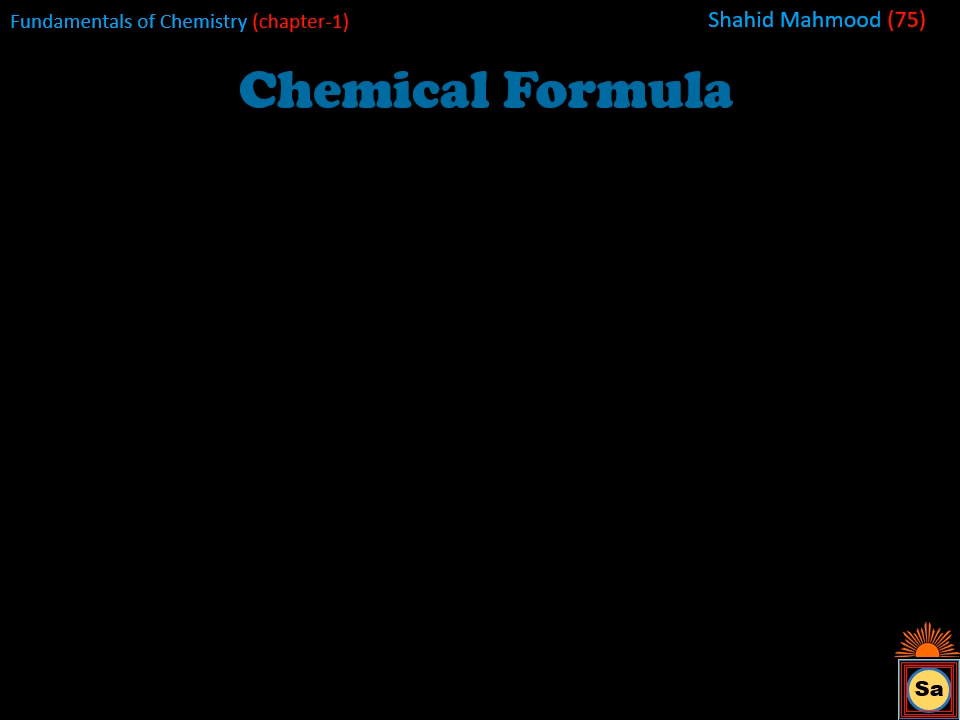 Fundamentals of Chemistry (chapter-1)
Shahid Mahmood (75)
Chemical Formula
Sa